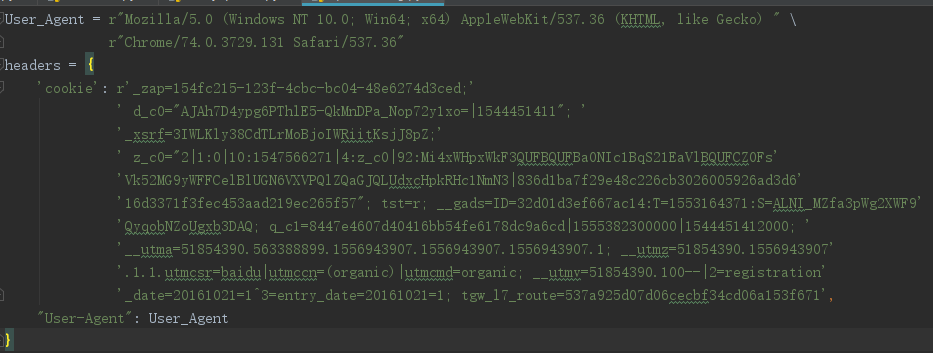 User_Agent = r"Mozilla/5.0 (Windows NT 10.0; Win64; x64) AppleWebKit/537.36 (KHTML, like Gecko) " \
r"Chrome/74.0.3729.131 Safari/537.36"
headers = {
'cookie': r'_zap=154fc215-123f-4cbc-bc04-48e6274d3ced;'
' d_c0="AJAh7D4ypg6PThlE5-QkMnDPa_Nop72y1xo=|1544451411"; '
'_xsrf=3IWLKly38CdTLrMoBjoIWRiitKsjJ8pZ;'
' z_c0="2|1:0|10:1547566271|4:z_c0|92:Mi4xWHpxWkF3QUFBQUFBa0NIc1BqS21EaVlBQUFCZ0Fs'
'Vk52MG9yWFFCelBlUGN6VXVPQlZQaGJQLUdxcHpkRHc1NmN3|836d1ba7f29e48c226cb3026005926ad3d6'
'16d3371f3fec453aad219ec265f57"; tst=r; __gads=ID=32d01d3ef667ac14:T=1553164371:S=ALNI_MZfa3pWg2XWF9'
'QyqobNZoUgxb3DAQ; q_c1=8447e4607d40416bb54fe6178dc9a6cd|1555382300000|1544451412000; '
'__utma=51854390.563388899.1556943907.1556943907.1556943907.1; __utmz=51854390.1556943907'
'.1.1.utmcsr=baidu|utmccn=(organic)|utmcmd=organic; __utmv=51854390.100--|2=registration'
'_date=20161021=1^3=entry_date=20161021=1; tgw_l7_route=537a925d07d06cecbf34cd06a153f671',
"User-Agent": User_Agent
}